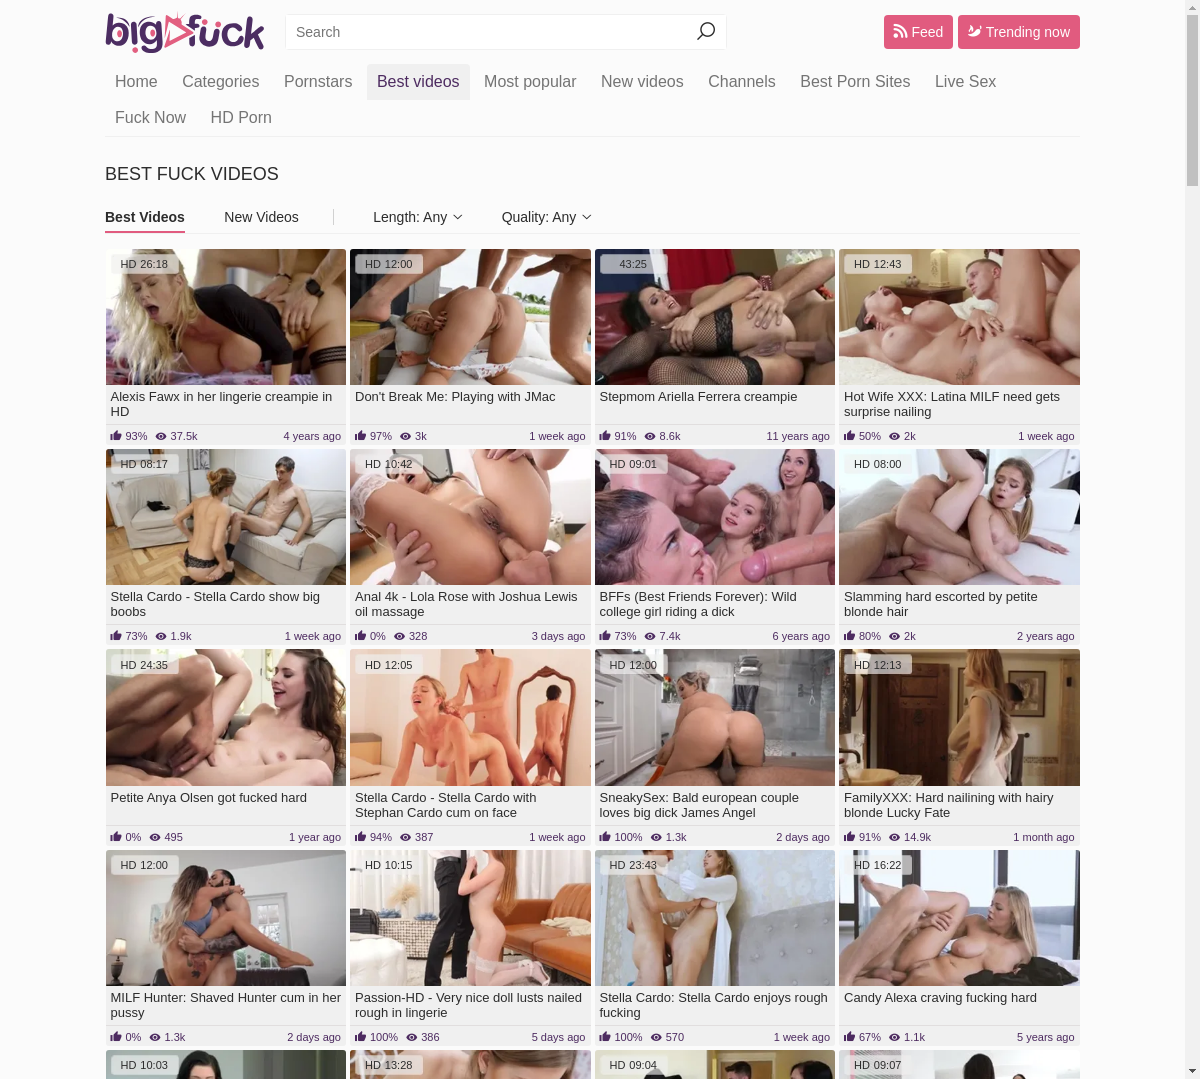 big fuck
Search
Feed
Trending now
Home Categories Pornstars Best videos Most popular New videos Channels Best Porn Sites Live Sex
Fuck Now HD Porn
BEST FUCK VIDEOS
Best Videos New Videos Length: Any Quality: Any
HD 26:18
Alexis Fawx in her lingerie creampie in
HD
93% 37.5k 4 years ago
HD 12:00
Don't Break Me: Playing with JMac
97% 3k 1 week ago
43:25
Stepmom Ariella Ferrera creampie
91% 8.6k 11 years ago
HD 12:43
Hot Wife XXX: Latina MILF need gets
surprise nailing
50% 2k 1 week ago
HD 08:17
Stella Cardo - Stella Cardo show big
boobs
73% 1.9k 1 week ago
HD 10:42
Anal 4k - Lola Rose with Joshua Lewis
oil massage
0% 328 3 days ago
HD 09:01
BFFs (Best Friends Forever): Wild
college girl riding a dick
73% 7.4k 6 years ago
HD 08:00
Slamming hard escorted by petite
blonde hair
80% 2k 2 years ago
HD 24:35
Petite Anya Olsen got fucked hard
0% 495 1 year ago
HD 12:05
Stella Cardo - Stella Cardo with
Stephan Cardo cum on face
94% 387 1 week ago
HD 12:00
SneakySex: Bald european couple
loves big dick James Angel
100% 1.3k 2 days ago
HD 12:13
FamilyXXX: Hard nailining with hairy
blonde Lucky Fate
91% 14.9k 1 month ago
HD 12:00
MILF Hunter: Shaved Hunter cum in her
pussy
0% 1.3k 2 days ago
HD 10:15
Passion-HD - Very nice doll lusts nailed
rough in lingerie
100% 386 5 days ago
HD 23:43
Stella Cardo: Stella Cardo enjoys rough
fucking
100% 570 1 week ago
HD 16:22
Candy Alexa craving fucking hard
67% 1.1k 5 years ago
HD 10:03
HD 13:28
HD 09:04
HD 09:07